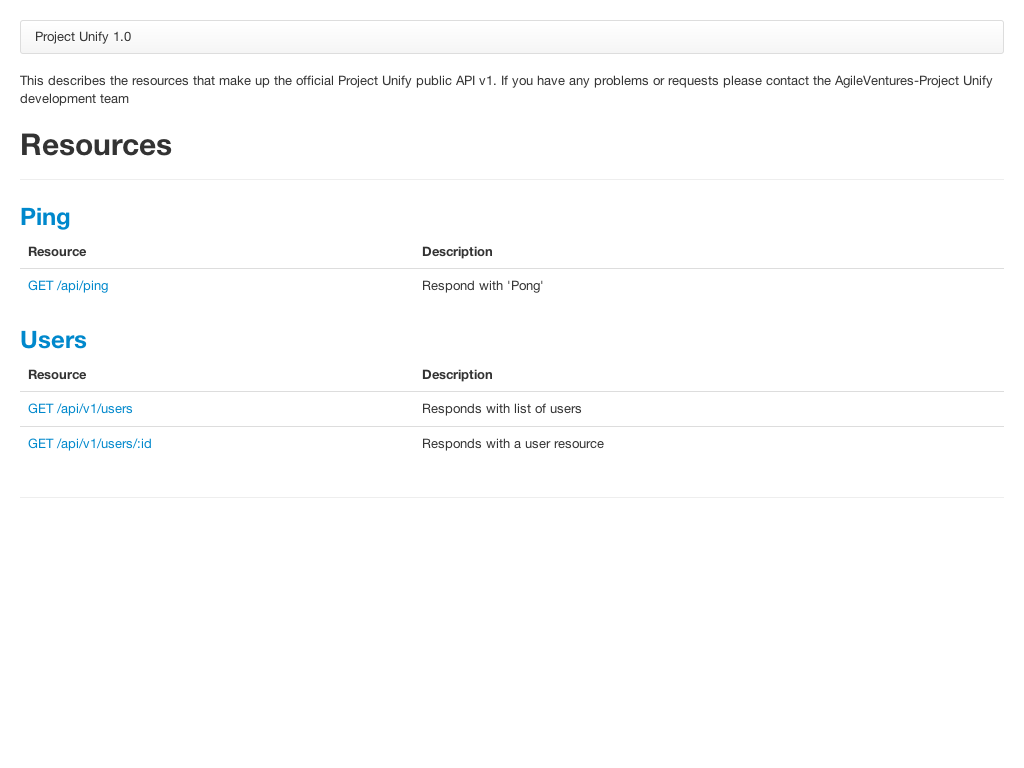 Project Unify 1.0
This describes the resources that make up the official Project Unify public API v1. If you have any problems or requests please contact the AgileVentures-Project Unify
development team
Resources
Ping
Resource Description
GET /api/ping Respond with 'Pong'
Users
Resource Description
GET /api/v1/users Responds with list of users
GET /api/v1/users/:id Responds with a user resource